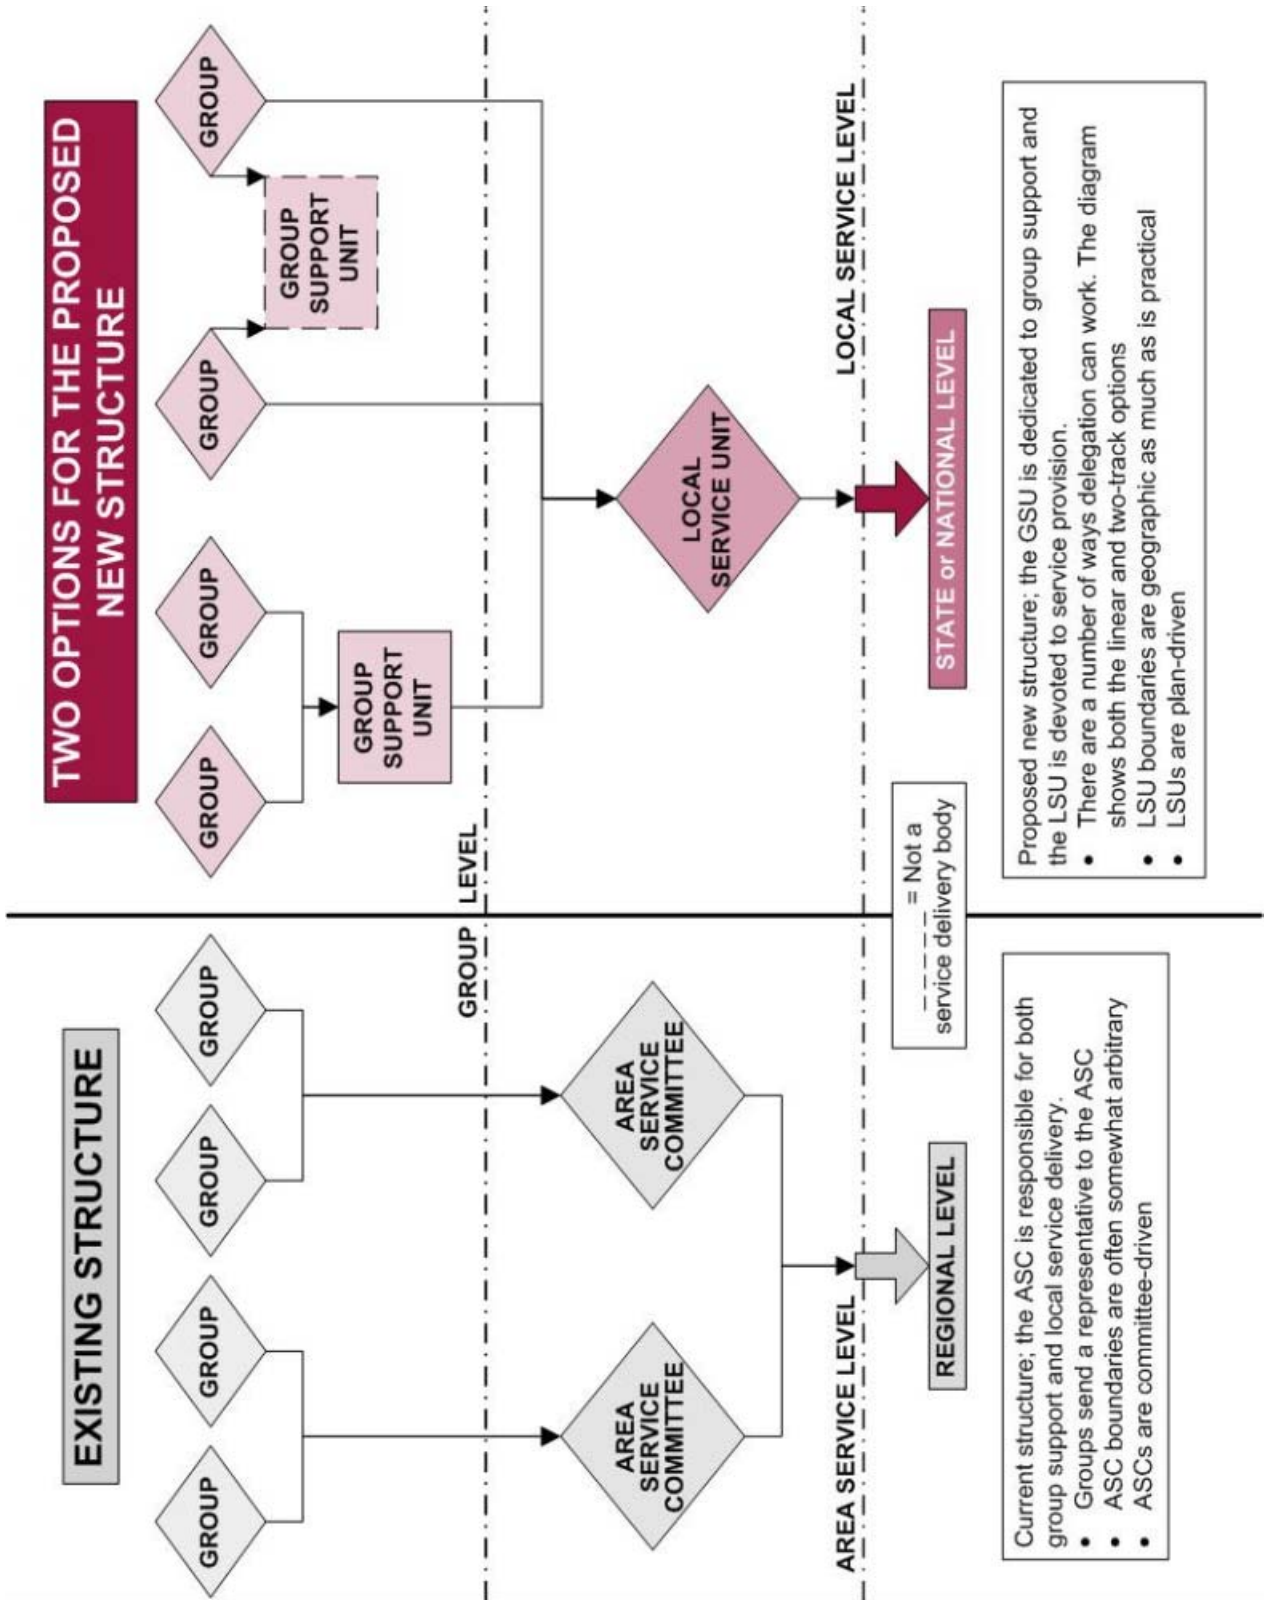 EXISTING STRUCTURE
GROUP
GROUP
GROUP
GROUP
AREA
SERVICE
COMMITTEE
AREA
SERVICE
COMMITTEE
AREA SERVICE LEVEL
REGIONAL LEVEL
Current structure; the ASC is responsible for both
group support and local service delivery.
• Groups send a representative to the ASC
• ASC boundaries are often somewhat arbitrary
• ASCs are committee-driven
GROUP LEVEL
_ _ _ _ _ = Not a
service delivery body
TWO OPTIONS FOR THE PROPOSED
NEW STRUCTURE
GROUP
GROUP
GROUP
GROUP
GROUP
SUPPORT
UNIT
GROUP
SUPPORT
UNIT
LOCAL
SERVICE UNIT
LOCAL SERVICE LEVEL
STATE or NATIONAL LEVEL
Proposed new structure; the GSU is dedicated to group support and
the LSU is devoted to service provision.
• There are a number of ways delegation can work. The diagram
shows both the linear and two-track options
• LSU boundaries are geographic as much as is practical
• LSUs are plan-driven